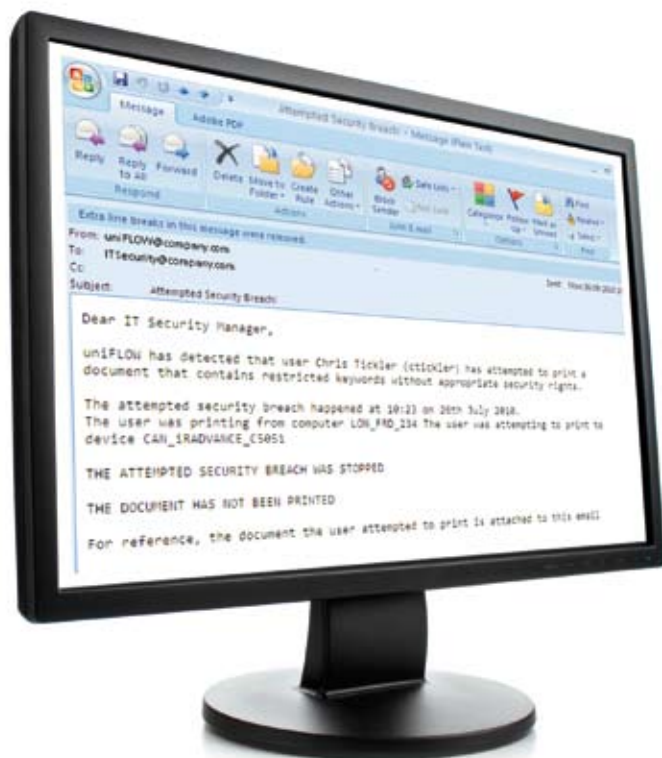 Attempted Security Breach - Message (Plain Text)
Message Adobe PDF
Reply Reply to All Forward Delete Move to Folder Create Rule Other Actions Block Sender Safe Lists Categorize Follow Up Mark as Unread Find
Respond Actions Junk E-mail Options Find
Extra line breaks in this message were removed.
From: uniFLOW@company.com
To: ITSecurity@company.com
Cc:
Subject: Attempted Security Breach
Sent:
Dear IT Security Manager,
uniFLOW has detected that user Chris Tickler (ctickler) has attempted to print a
document that contains restricted keywords without appropriate security rights.
The attempted security breach happened at 10:23 on 26th July 2010.
The user was printing from computer LON_FRD_234 The user was attempting to print to
device CAN_iRADVANCE_C5051
THE ATTEMPTED SECURITY BREACH WAS STOPPED
THE DOCUMENT HAS NOT BEEN PRINTED
For reference, the document the user attempted to print is attached to this email